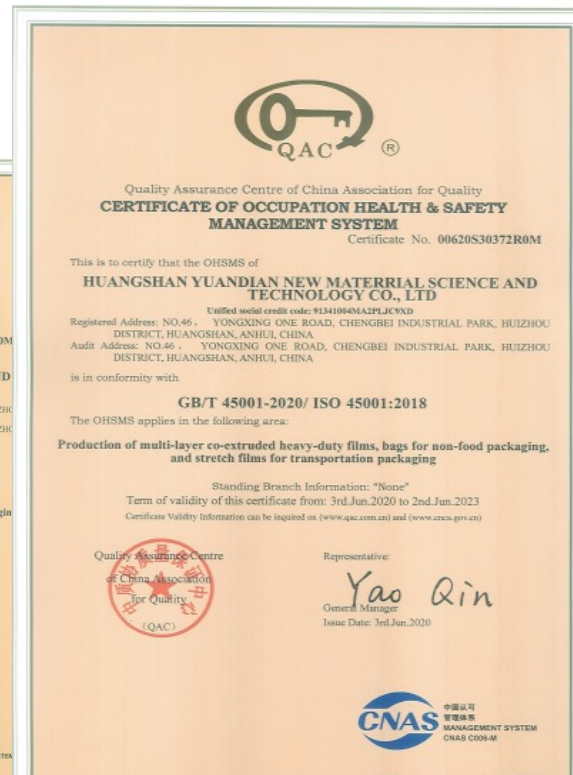 QAC
®
Quality Assurance Centre of China Association for Quality
CERTIFICATE OF OCCUPATION HEALTH & SAFETY
MANAGEMENT SYSTEM
Certificate No. 00620S30372R0M
This is to certify that the OHSMS of
HUANGSHAN YUANDIAN NEW MATERRIAL SCIENCE AND
TECHNOLOGY CO., LTD
Unified social credit code: 91341004MA2PLJC9XD
Registered Address: NO.46 , YONGXING ONE ROAD, CHENGBEI INDUSTRIAL PARK, HUIZHOU
DISTRICT, HUANGSHAN, ANHUI, CHINA
Audit Address: NO.46 , YONGXING ONE ROAD, CHENGBEI INDUSTRIAL PARK, HUIZHOU
DISTRICT, HUANGSHAN, ANHUI, CHINA
is in conformity with
GB/T 45001-2020/ ISO 45001:2018
The OHSMS applies in the following area:
Production of multi-layer co-extruded heavy-duty films, bags for non-food packaging,
and stretch films for transportation packaging
Standing Branch Information: "None"
Term of validity of this certificate from: 3rd.Jun.2020 to 2nd.Jun.2023
Certificate Validity Information can be inquired on (www.qac.com.cn) and (www.cnca.gov.cn)
Quality Assurance Centre
of China Association
for Quality
(QAC)
中质协质量保证中心
Representative:
Yao Qin
General Manager
Issue Date: 3rd.Jun.2020
CNAS
中国认可
管理体系
MANAGEMENT SYSTEM
CNAS C006-M